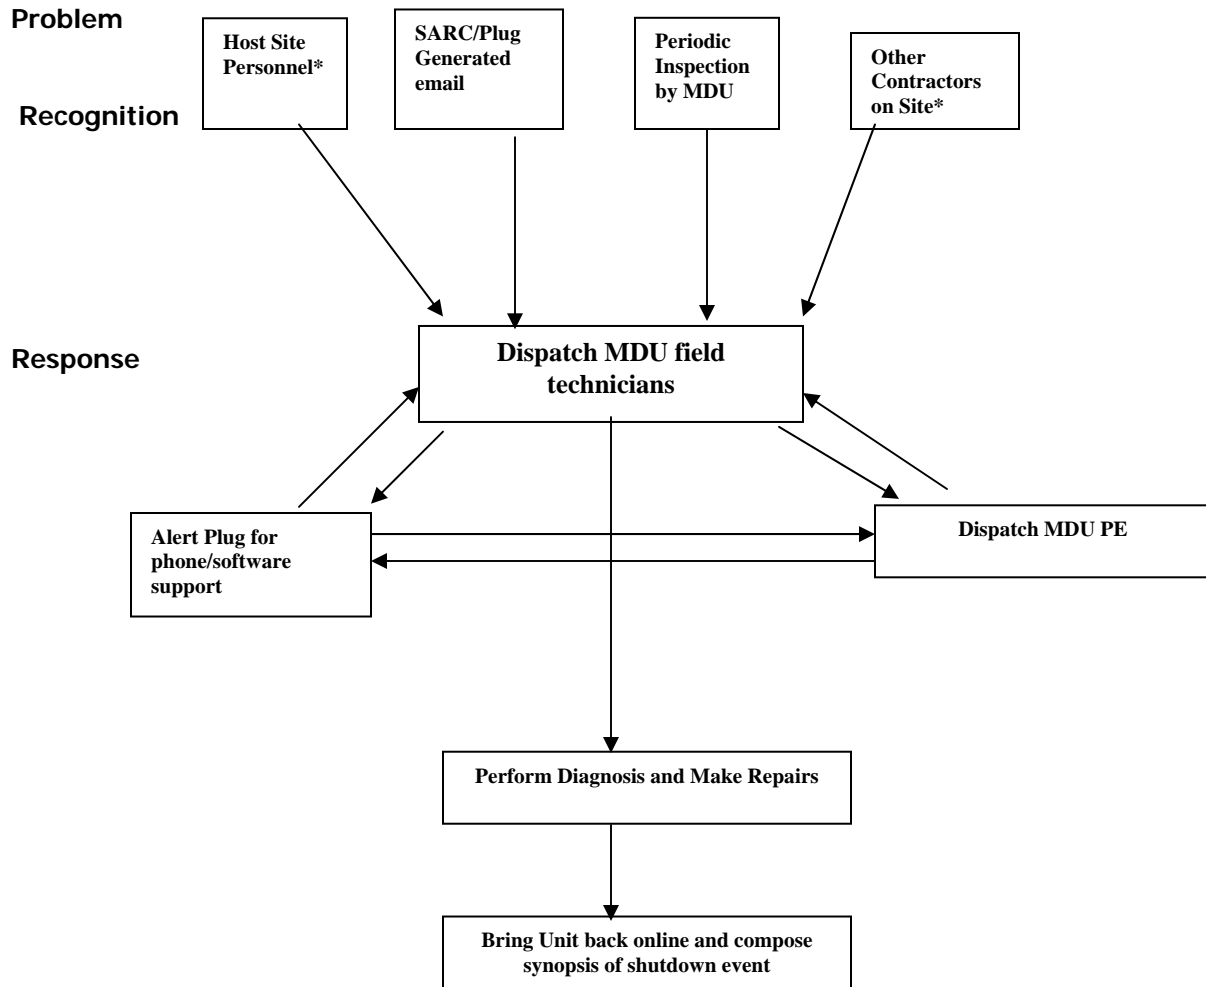 Problem
Recognition
Host Site
Personnel*
SARC/Plug
Generated
email
Periodic
Inspection
by MDU
Other
Contractors
on Site*
Response
Dispatch MDU field
technicians
Alert Plug for
phone/software
support
Dispatch MDU PE
Perform Diagnosis and Make Repairs
Bring Unit back online and compose
synopsis of shutdown event